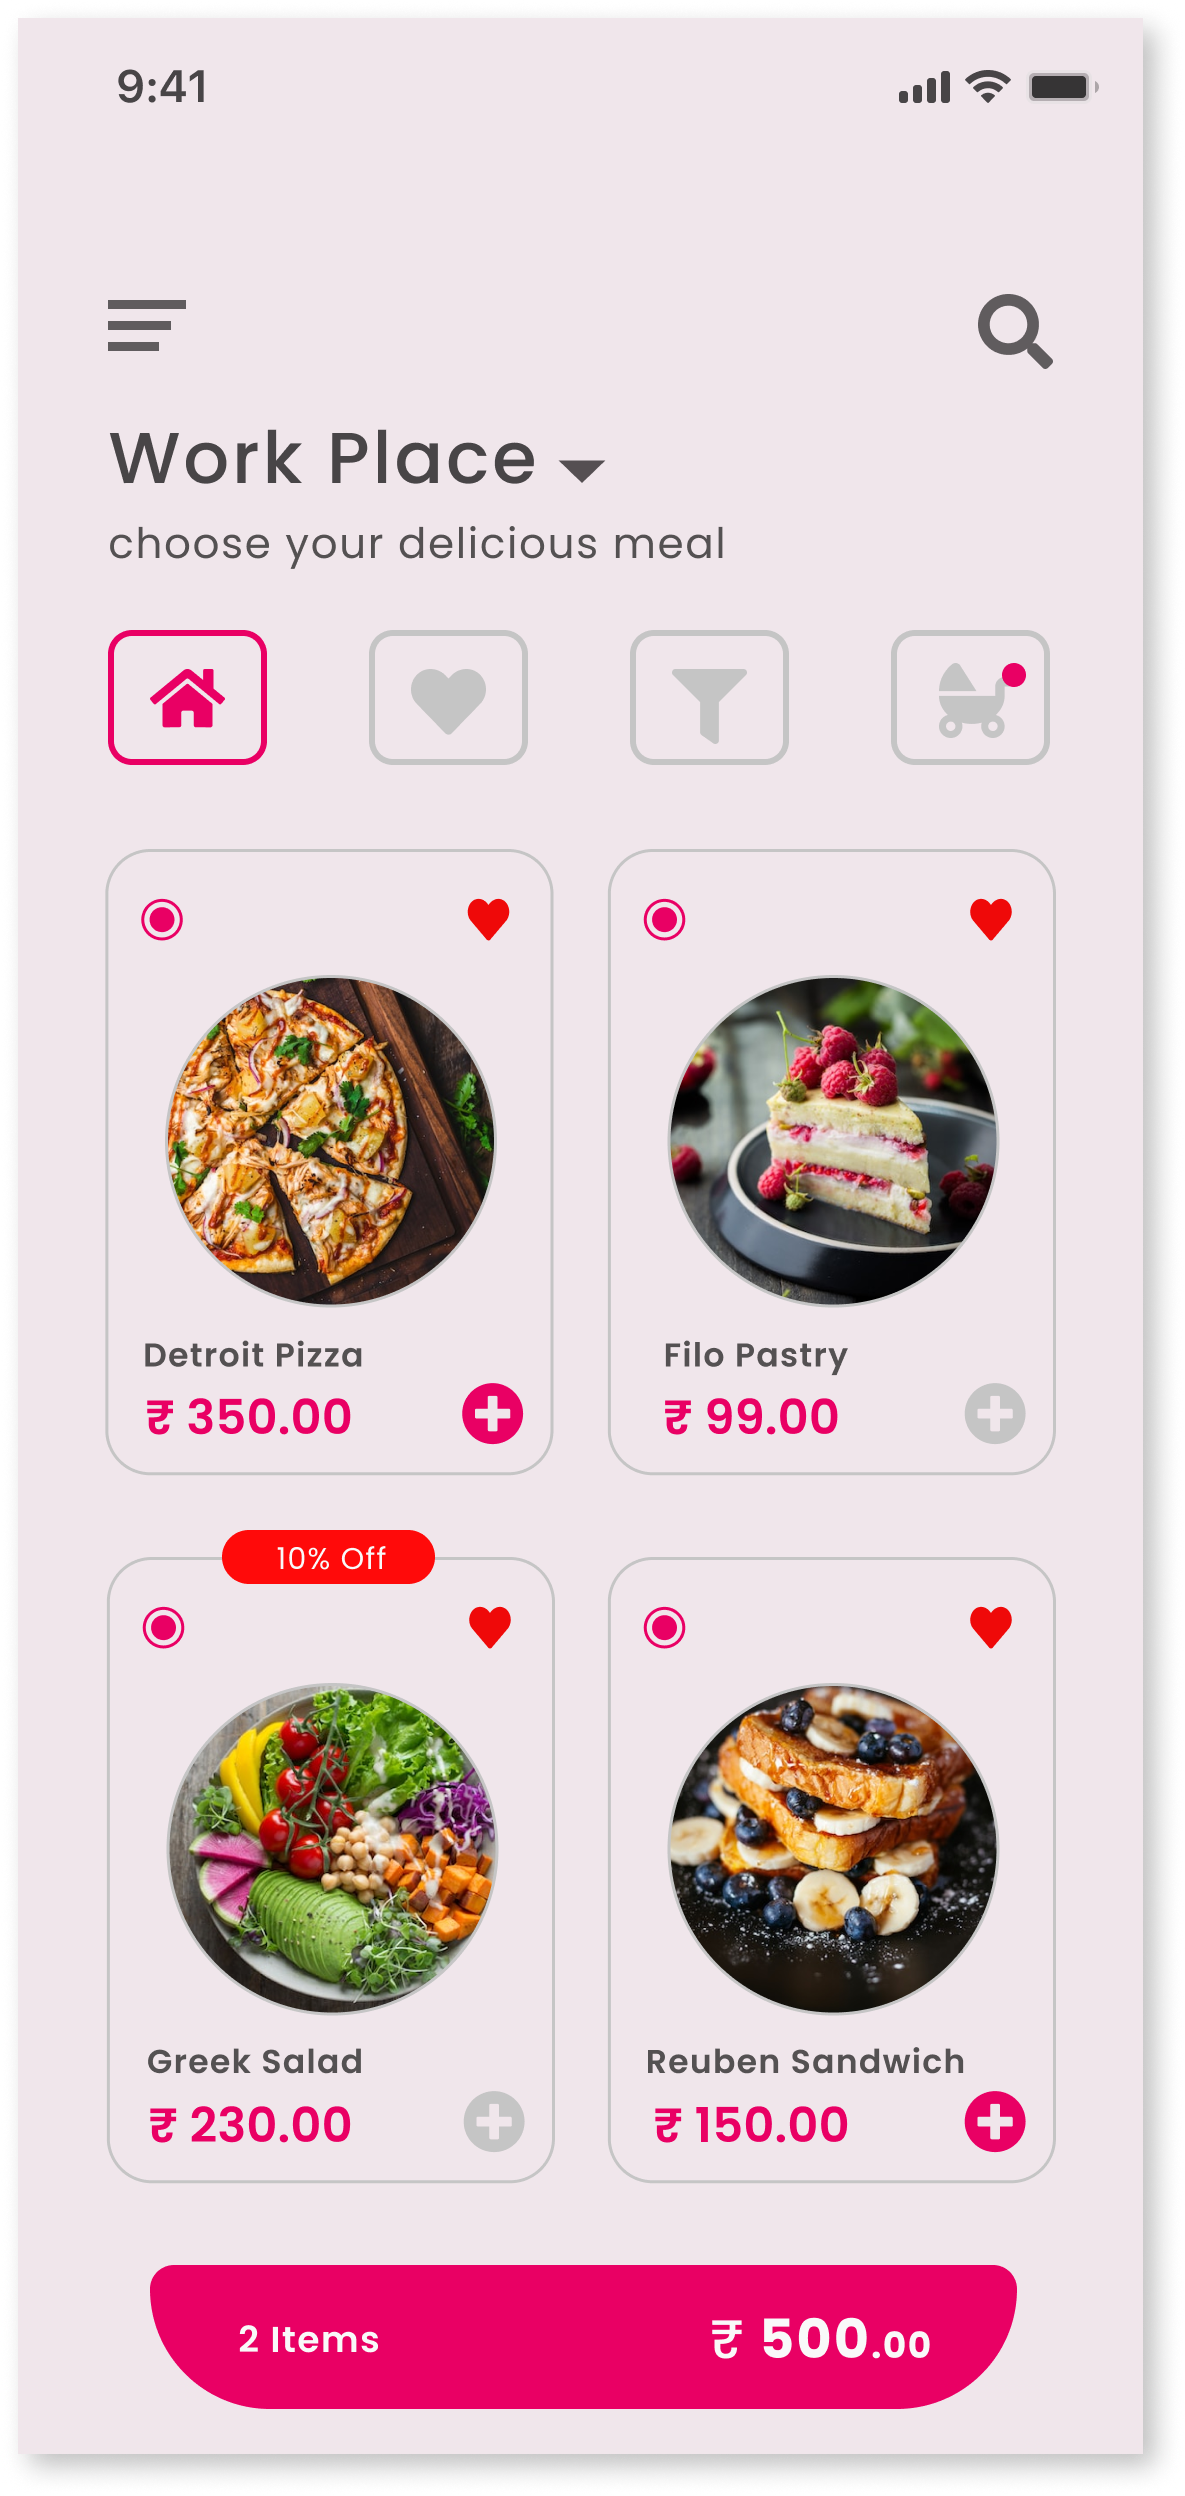 9:41
Work Place
choose your delicious meal
Detroit Pizza
₹ 350.00
Filo Pastry
₹ 99.00
10% Off
Greek Salad
₹ 230.00
Reuben Sandwich
₹ 150.00
2 Items
₹ 500.00